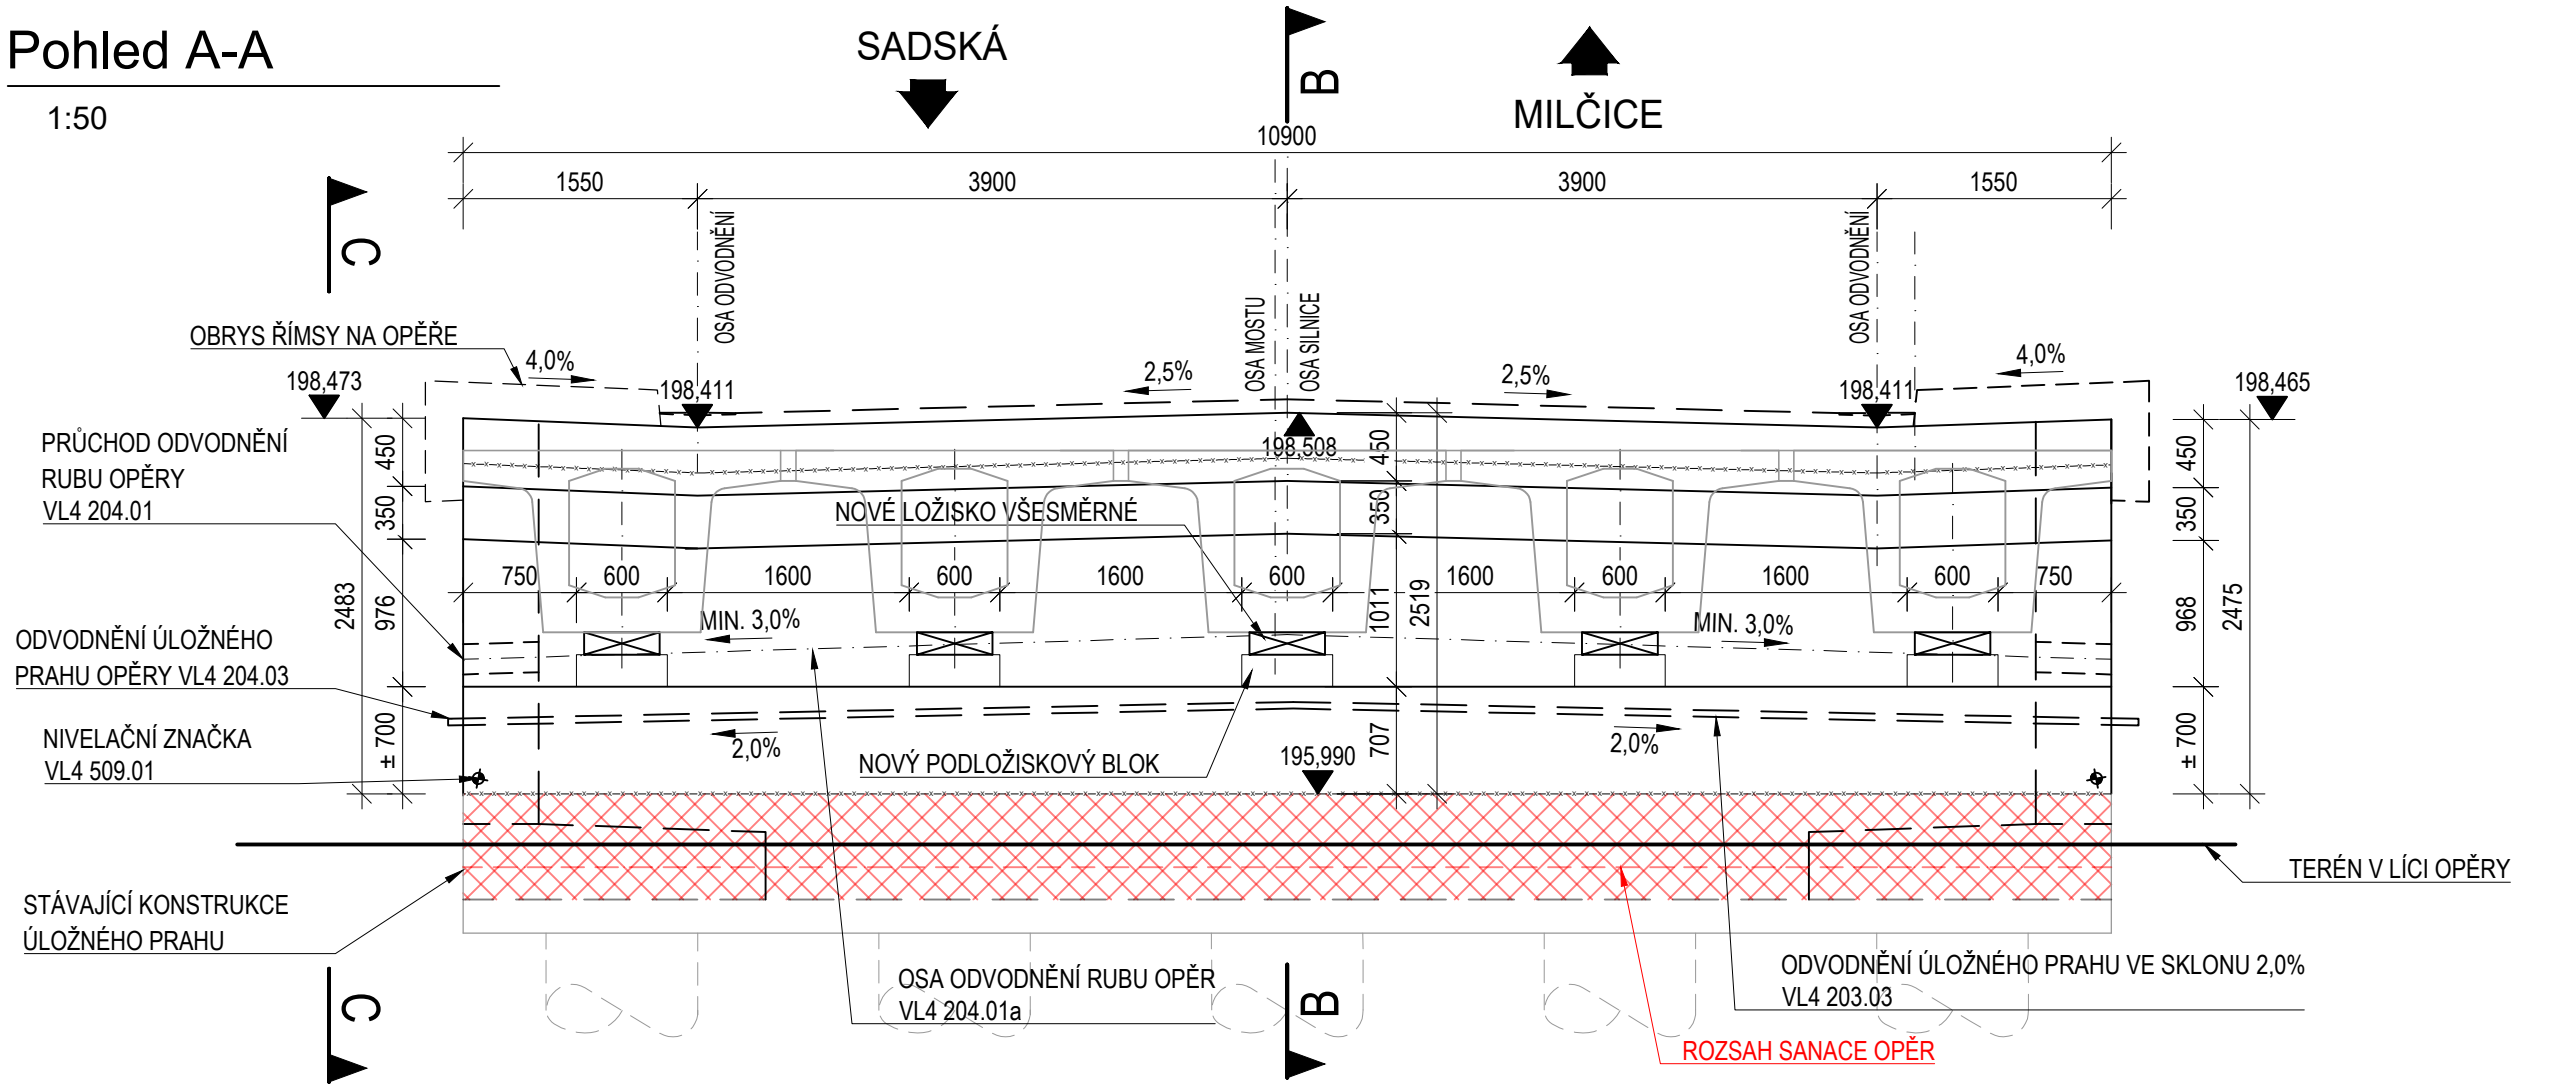 Pohled A-A
1:50
SADSKÁ
MILČICE
B
C
10900
1550
3900
3900
1550
OSA ODVODNĚNÍ
OSA MOSTU
OSA SILNICE
OSA ODVODNĚNÍ
OBRYS ŘÍMSY NA OPĚŘE
4,0%
2,5%
2,5%
4,0%
198,473
198,411
198,508
198,411
198,465
PRŮCHOD ODVODNĚNÍ
RUBU OPĚRY
VL4 204.01
450
350
976
2483
± 700
NOVÉ LOŽISKO VŠESMĚRNÉ
450
350
1011
2519
707
450
350
968
2475
± 700
750
600
1600
600
1600
600
1600
600
1600
600
750
MIN. 3,0%
MIN. 3,0%
ODVODNĚNÍ ÚLOŽNÉHO
PRAHU OPĚRY VL4 204.03
NIVELAČNÍ ZNAČKA
VL4 509.01
2,0%
2,0%
NOVÝ PODLOŽISKOVÝ BLOK
195,990
TERÉN V LÍCI OPĚRY
STÁVAJÍCÍ KONSTRUKCE
ÚLOŽNÉHO PRAHU
OSA ODVODNĚNÍ RUBU OPĚR
VL4 204.01a
ODVODNĚNÍ ÚLOŽNÉHO PRAHU VE SKLONU 2,0%
VL4 203.03
ROZSAH SANACE OPĚR
C
B